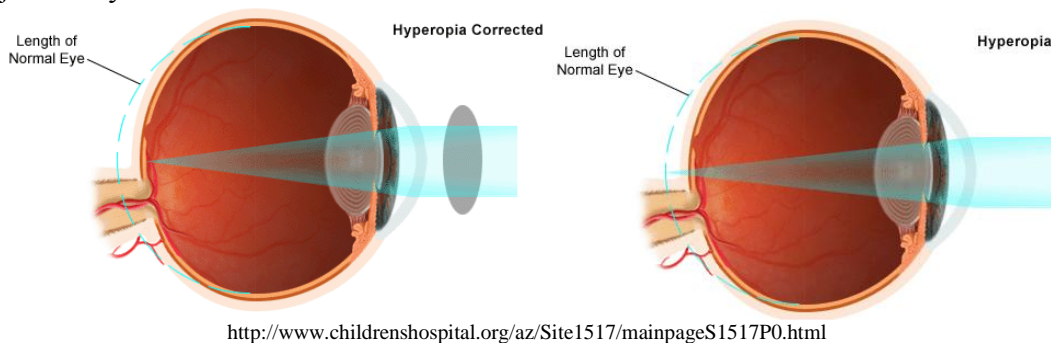 Length of
Normal Eye
Hyperopia Corrected
Length of
Normal Eye
Hyperopia
http://www.childrenshospital.org/az/Site1517/mainpageS1517P0.html